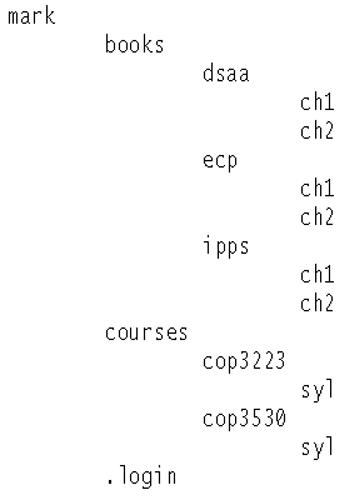 mark
books
dsaa
ch1
ch2
ecp
ch1
ch2
ipps
ch1
ch2
courses
cop3223
syl
cop3530
syl
.login